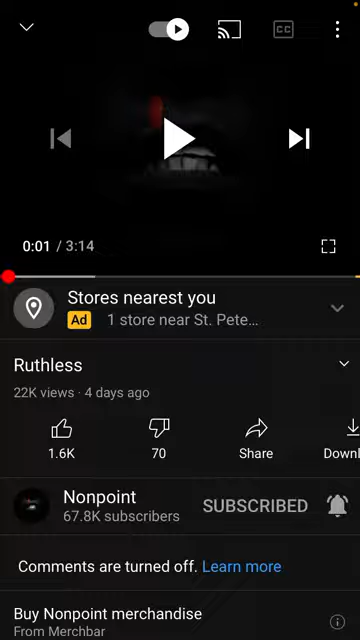 CC
0:01 / 3:14
Stores nearest you
Ad 1 store near St. Pete...
Ruthless
22K views · 4 days ago
1.6K 70 Share Downl
Nonpoint
67.8K subscribers
SUBSCRIBED
Comments are turned off. Learn more
Buy Nonpoint merchandise
From Merchbar